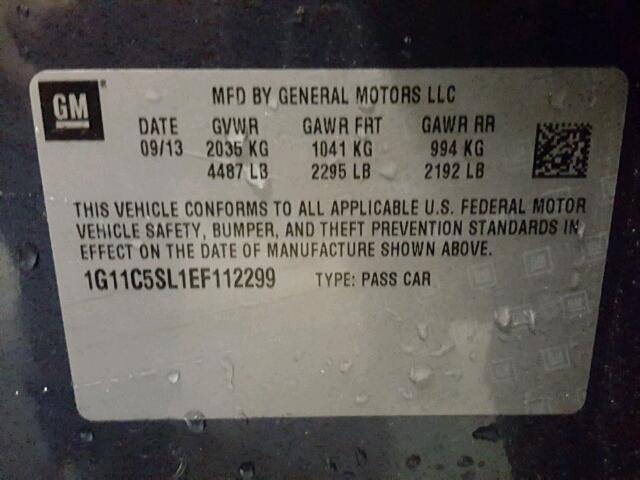 GM
MFD BY GENERAL MOTORS LLC
DATE GVWR GAWR FRT GAWR RR
09/13 2035 KG 1041 KG 994 KG
4487 LB 2295 LB 2192 LB
THIS VEHICLE CONFORMS TO ALL APPLICABLE U.S. FEDERAL MOTOR
VEHICLE SAFETY, BUMPER, AND THEFT PREVENTION STANDARDS IN
EFFECT ON THE DATE OF MANUFACTURE SHOWN ABOVE.
1G11C5SL1EF112299 TYPE: PASS CAR